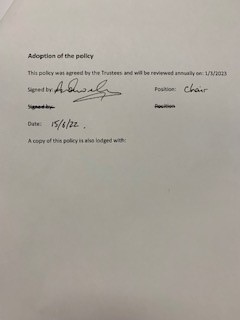 Adoption of the policy
This policy was agreed by the Trustees and will be reviewed annually on: 1/3/2023
Signed by: Position: Chair
Signed by: Position
Date: 15/6/22.
A copy of this policy is also lodged with: